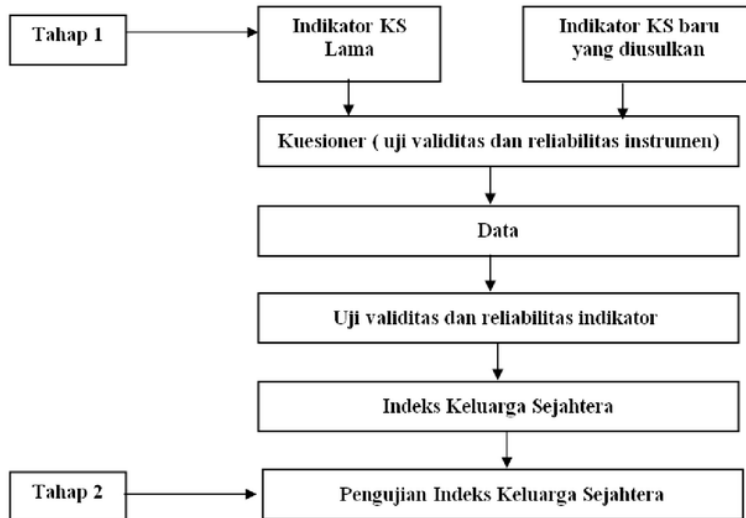 Tahap 1
Indikator KS
Lama
Indikator KS baru
yang diusulkan
Kuesioner ( uji validitas dan reliabilitas instrumen)
Data
Uji validitas dan reliabilitas indikator
Indeks Keluarga Sejahtera
Tahap 2
Pengujian Indeks Keluarga Sejahtera